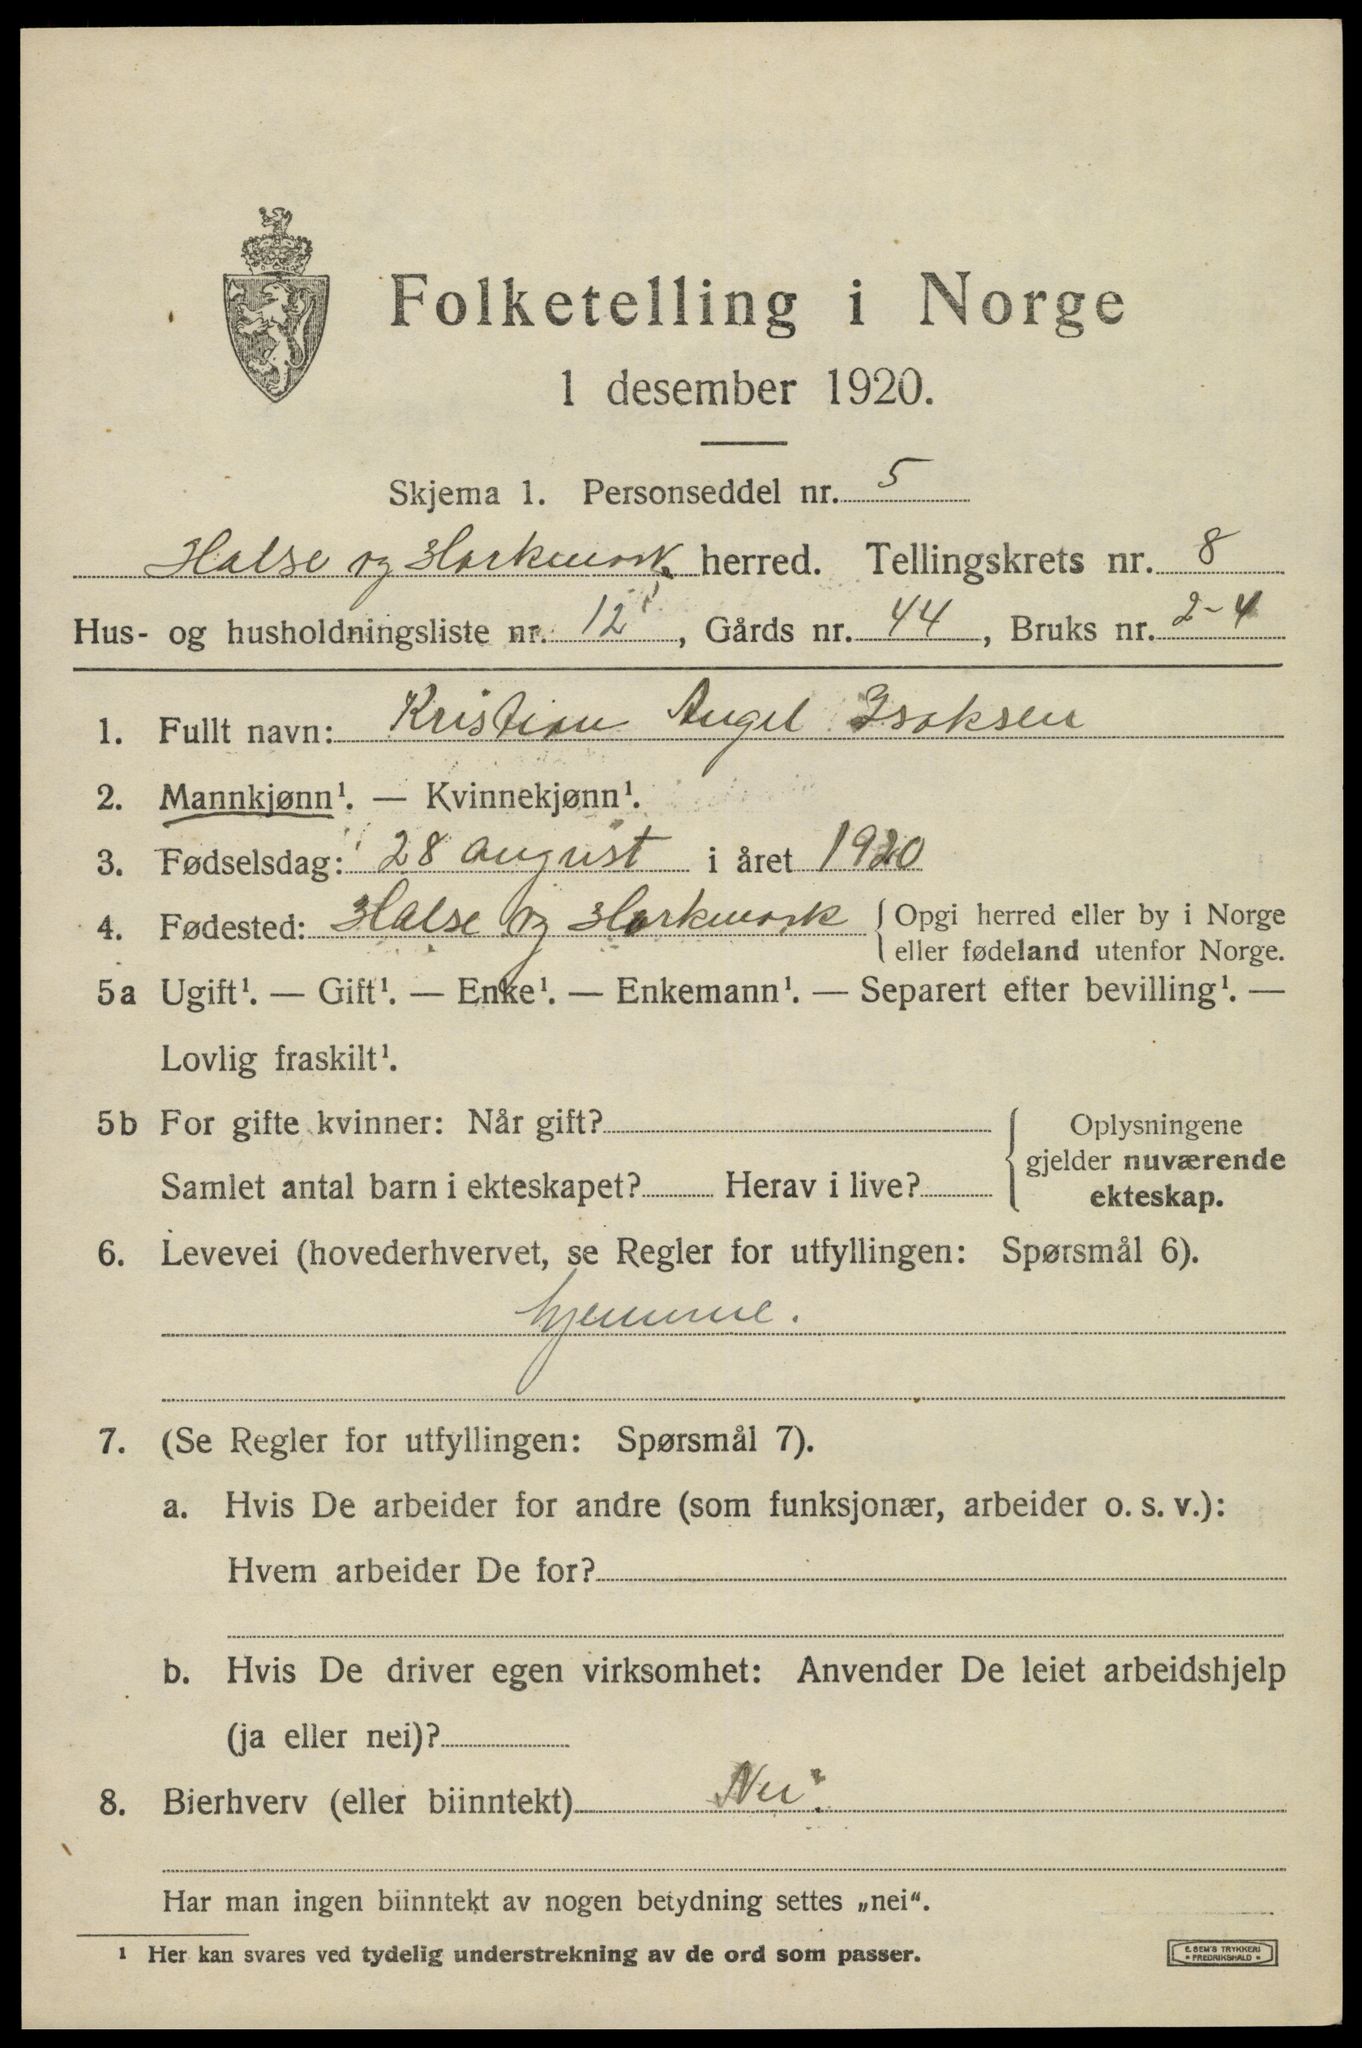 Folketelling i Norge
1 desember 1920.
Skjema 1. Personseddel nr. 5
Halse og Harkmark herred. Tellingskrets nr. 8
Hus- og husholdningsliste nr. 12, Gårds nr. 44, Bruks nr. 2-4
1. Fullt navn: Kristian Angel Isaksen
2. Mannkjønn¹. — Kvinnekjønn¹.
3. Fødselsdag: 28 august i året 1920
4. Fødested: Halse og Harkmark { Opgi herred eller by i Norge
eller fødeland utenfor Norge.
5a Ugift¹. — Gift¹. — Enke¹. — Enkemann¹. — Separert efter bevilling¹. —
Lovlig fraskilt¹.
5b For gifte kvinner: Når gift? { Oplysningene
gjelder nuværende
Samlet antal barn i ekteskapet? Herav i live? ekteskap.
6. Levevei (hovederhvervet, se Regler for utfyllingen: Spørsmål 6).
hjemme.
7. (Se Regler for utfyllingen: Spørsmål 7).
a. Hvis De arbeider for andre (som funksjonær, arbeider o. s. v.):
Hvem arbeider De for?
b. Hvis De driver egen virksomhet: Anvender De leiet arbeidshjelp
(ja eller nei)?
8. Bierhverv (eller biinntekt) Nei.
Har man ingen biinntekt av nogen betydning settes „nei“.
¹ Her kan svares ved tydelig understrekning av de ord som passer.
E. SEM'S TRYKKERI
* FREDRIKSHALD *